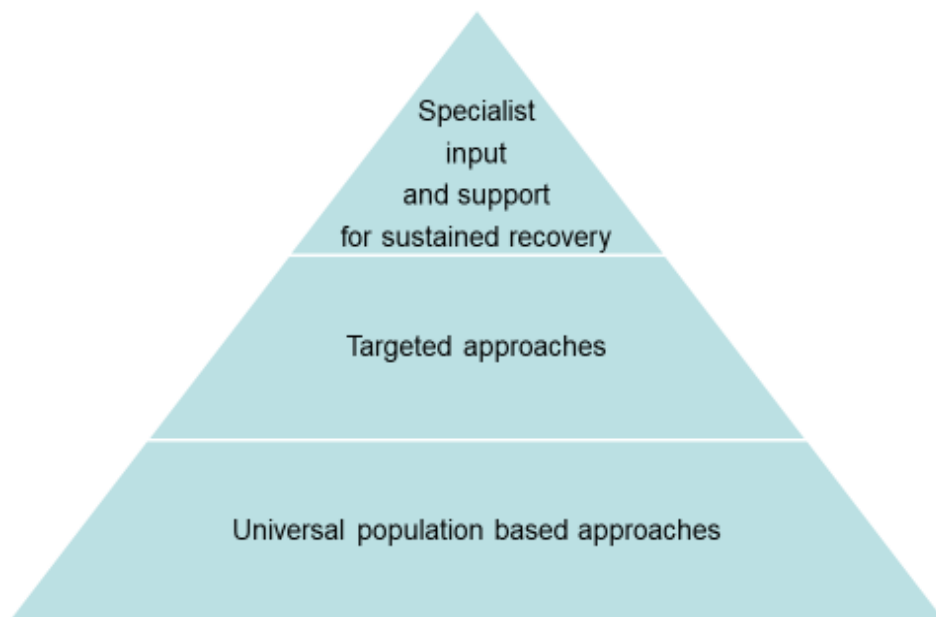 Specialist
input
and support
for sustained recovery
Targeted approaches
Universal population based approaches